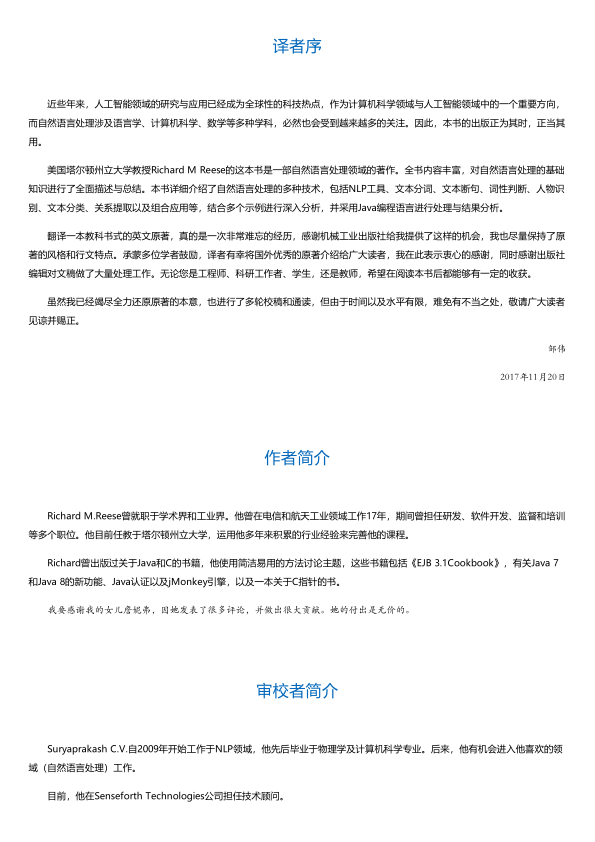 译者序
近些年来，人工智能领域的研究与应用已经成为全球性的科技热点，作为计算机科学领域与人工智能领域中的一个重要方向，
而自然语言处理涉及语言学、计算机科学、数学等多种学科，必然也会受到越来越多的关注。因此，本书的出版正为其时，正当其
用。
美国塔尔顿州立大学教授Richard M Reese的这本书是一部自然语言处理领域的著作。全书内容丰富，对自然语言处理的基础
知识进行了全面描述与总结。本书详细介绍了自然语言处理的多种技术，包括NLP工具、文本分词、文本断句、词性判断、人物识
别、文本分类、关系提取以及组合应用等，结合多个示例进行深入分析，并采用Java编程语言进行处理与结果分析。
翻译一本教科书式的英文原著，真的是一次非常难忘的经历，感谢机械工业出版社给我提供了这样的机会，我也尽量保持了原
著的风格和行文特点。承蒙多位学者鼓励，译者有幸将国外优秀的原著介绍给广大读者，我在此表示衷心的感谢，同时感谢出版社
编辑对文稿做了大量处理工作。无论您是工程师、科研工作者、学生，还是教师，希望在阅读本书后都能够有一定的收获。
虽然我已经竭尽全力还原原著的本意，也进行了多轮校稿和通读，但由于时间以及水平有限，难免有不当之处，敬请广大读者
见谅并赐正。
邹伟
2017年11月20日
作者简介
Richard M.Reese曾就职于学术界和工业界。他曾在电信和航天工业领域工作17年，期间曾担任研发、软件开发、监督和培训
等多个职位。他目前任教于塔尔顿州立大学，运用他多年来积累的行业经验来完善他的课程。
Richard曾出版过关于Java和C的书籍，他使用简洁易用的方法讨论主题，这些书籍包括《EJB 3.1Cookbook》，有关Java 7
和Java 8的新功能、Java认证以及jMonkey引擎，以及一本关于C指针的书。
我要感谢我的女儿詹妮弗，因她发表了很多评论，并做出很大贡献。她的付出是无价的。
审校者简介
Suryaprakash C.V.自2009年开始工作于NLP领域，他先后毕业于物理学及计算机科学专业。后来，他有机会进入他喜欢的领
域（自然语言处理）工作。
目前，他在Senseforth Technologies公司担任技术顾问。